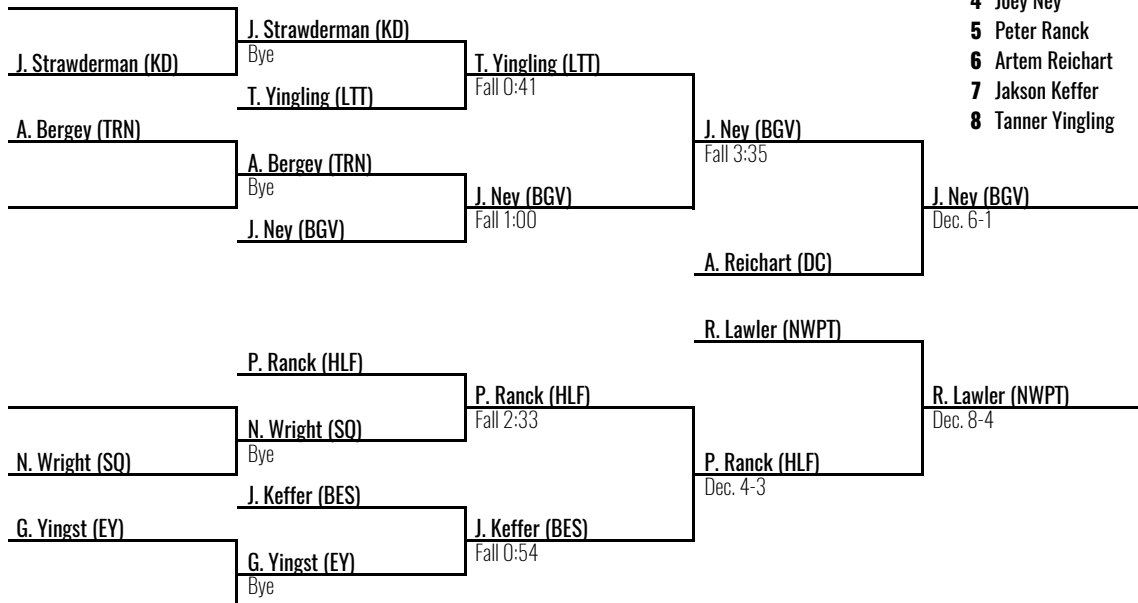 4 Joey Ney
5 Peter Ranck
6 Artem Reichart
7 Jakson Keffer
8 Tanner Yingling
J. Strawderman (KD)
J. Strawderman (KD)
Bye
T. Yingling (LTT)
T. Yingling (LTT)
Fall 0:41
A. Bergey (TRN)
A. Bergey (TRN)
Bye
J. Ney (BGV)
J. Ney (BGV)
Fall 1:00
J. Ney (BGV)
Fall 3:35
A. Reichart (DC)
J. Ney (BGV)
Dec. 6-1
R. Lawler (NWPT)
P. Ranck (HLF)
P. Ranck (HLF)
Fall 2:33
N. Wright (SQ)
Bye
N. Wright (SQ)
R. Lawler (NWPT)
Dec. 8-4
P. Ranck (HLF)
Dec. 4-3
J. Keffer (BES)
J. Keffer (BES)
Fall 0:54
G. Yingst (EY)
G. Yingst (EY)
Bye